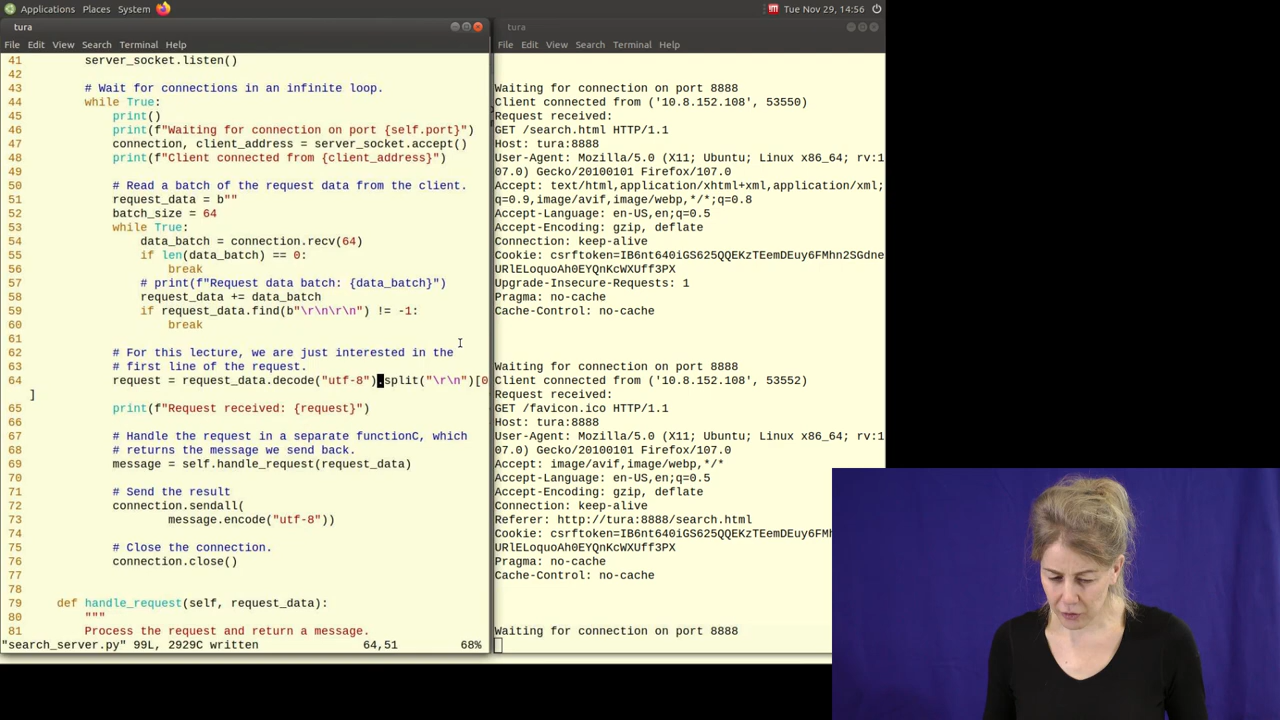 Applications Places System
Tue Nov 29, 14:56
tura
File Edit View Search Terminal Help
41 server_socket.listen()
42
43 # Wait for connections in an infinite loop.
44 while True:
45 print()
46 print(f"Waiting for connection on port {self.port}")
47 connection, client_address = server_socket.accept()
48 print(f"Client connected from {client_address}")
49
50 # Read a batch of the request data from the client.
51 request_data = b""
52 batch_size = 64
53 while True:
54 data_batch = connection.recv(64)
55 if len(data_batch) == 0:
56 break
57 # print(f"Request data batch: {data_batch}")
58 request_data += data_batch
59 if request_data.find(b"\r\n\r\n") != -1:
60 break
61
62 # For this lecture, we are just interested in the
63 # first line of the request.
64 request = request_data.decode("utf-8").split("\r\n")[0
]
65 print(f"Request received: {request}")
66
67 # Handle the request in a separate functionC, which
68 # returns the message we send back.
69 message = self.handle_request(request_data)
70
71 # Send the result
72 connection.sendall(
73 message.encode("utf-8"))
74
75 # Close the connection.
76 connection.close()
77
78
79 def handle_request(self, request_data):
80 """
81 Process the request and return a message.
"search_server.py" 99L, 2929C written 64,51 68%
tura
File Edit View Search Terminal Help
Waiting for connection on port 8888
Client connected from ('10.8.152.108', 53550)
Request received:
GET /search.html HTTP/1.1
Host: tura:8888
User-Agent: Mozilla/5.0 (X11; Ubuntu; Linux x86_64; rv:1
07.0) Gecko/20100101 Firefox/107.0
Accept: text/html,application/xhtml+xml,application/xml;
q=0.9,image/avif,image/webp,*/*;q=0.8
Accept-Language: en-US,en;q=0.5
Accept-Encoding: gzip, deflate
Connection: keep-alive
Cookie: csrftoken=IB6nt640iGS625QQEKzTEemDEuy6FMhn2SGdne
URlELoquoAh0EYQnKcWXUff3PX
Upgrade-Insecure-Requests: 1
Pragma: no-cache
Cache-Control: no-cache
Waiting for connection on port 8888
Client connected from ('10.8.152.108', 53552)
Request received:
GET /favicon.ico HTTP/1.1
Host: tura:8888
User-Agent: Mozilla/5.0 (X11; Ubuntu; Linux x86_64; rv:1
07.0) Gecko/20100101 Firefox/107.0
Accept: image/avif,image/webp,*/*
Accept-Language: en-US,en;q=0.5
Accept-Encoding: gzip, deflate
Connection: keep-alive
Referer: http://tura:8888/search.html
Cookie: csrftoken=IB6nt640iGS625QQEKzTEemDEuy6FM
URlELoquoAh0EYQnKcWXUff3PX
Pragma: no-cache
Cache-Control: no-cache
Waiting for connection on port 8888